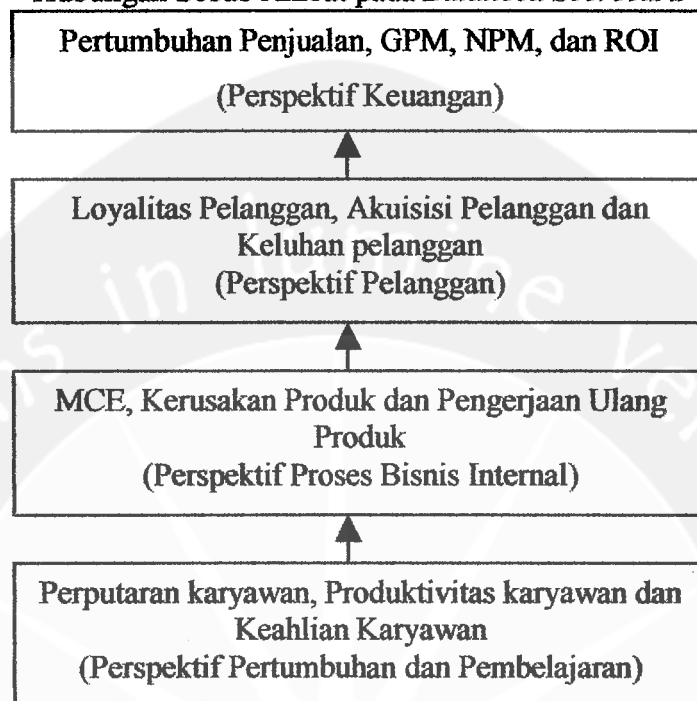 Pertumbuhan Penjualan, GPM, NPM, dan ROI
(Perspektif Keuangan)
Loyalitas Pelanggan, Akuisisi Pelanggan dan
Keluhan pelanggan
(Perspektif Pelanggan)
MCE, Kerusakan Produk dan Pengerjaan Ulang
Produk
(Perspektif Proses Bisnis Internal)
Perputaran karyawan, Produktivitas karyawan dan
Keahlian Karyawan
(Perspektif Pertumbuhan dan Pembelajaran)
in lumine